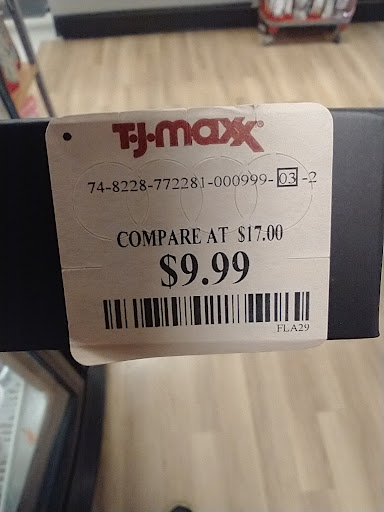 T·J·maxx®
74-8228-772281-000999-03-2
COMPARE AT $17.00
$9.99
FLA29